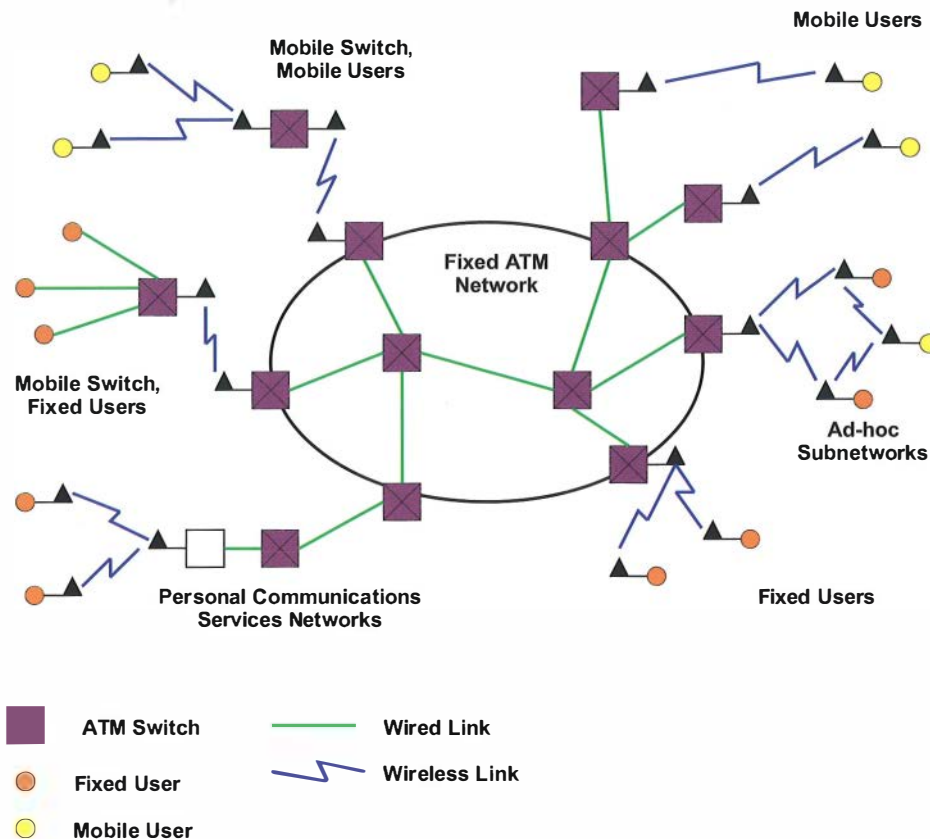 Mobile Users
Mobile Switch,
Mobile Users
Fixed ATM
Network
Mobile Switch,
Fixed Users
Ad-hoc
Subnetworks
Personal Communications
Services Networks
Fixed Users
ATM Switch
Wired Link
Fixed User
Wireless Link
Mobile User